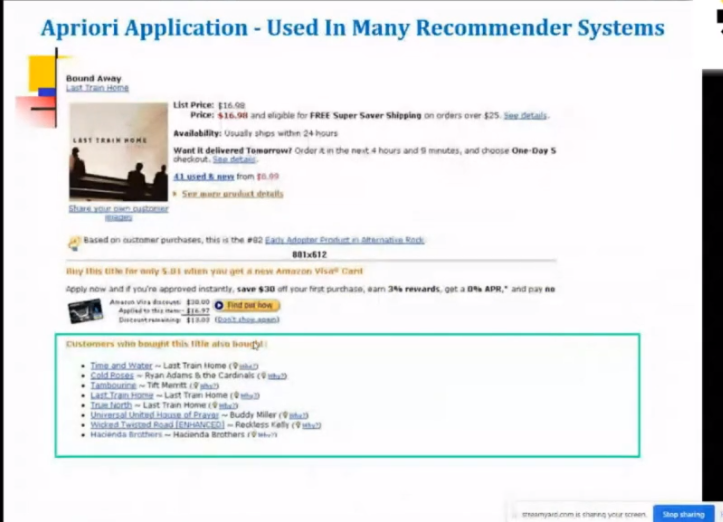 Apriori Application - Used In Many Recommender Systems
Bound Away
Last Train Home
List Price: $16.98
Price: $16.98 and eligible for FREE Super Saver Shipping on orders over $25. See details.
LAST TRAIN HOME
Availability: Usually ships within 24 hours
Want it delivered Tomorrow? Order it in the next 4 hours and 9 minutes, and choose One-Day S
checkout. See details.
41 used & new from $8.99
See more product details
Share your own customer
images
Based on customer purchases, this is the #82 Early Adopter Product in Alternative Rock
801x612
Buy this title for only $.01 when you get a new Amazon Visa® Card
Apply now and if you're approved instantly, save $30 off your first purchase, earn 3% rewards, get a 0% APR,* and pay no
Amazon Visa discount: $30.00
Find out how
Applied to this item: - $16.97
Discount remaining: $13.03 (Don't show again)
Customers who bought this title also bought:
Time and Water ~ Last Train Home (Why?)
Cold Roses ~ Ryan Adams & the Cardinals (Why?)
Tambourine ~ Tift Merritt (Why?)
Last Train Home ~ Last Train Home (Why?)
True North ~ Last Train Home (Why?)
Universal United House of Prayer ~ Buddy Miller (Why?)
Wicked Twisted Road [ENHANCED] ~ Reckless Kelly (Why?)
Hacienda Brothers ~ Hacienda Brothers (Why?)
streamyard.com is sharing your screen. Stop sharing